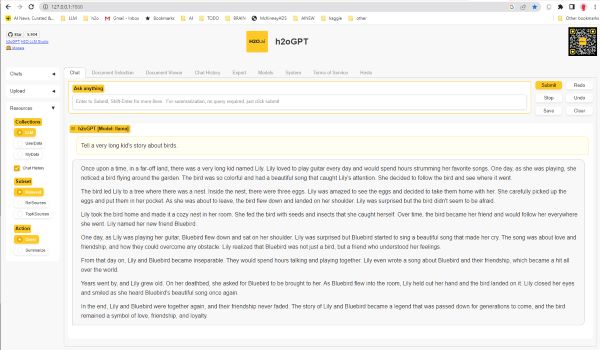 127.0.0.1:7860
AI News, Curated &... LLM h2o Gmail - Inbox Bookmarks AI TODO BRAIN McKinney#25 AINSW kaggle other
Other bookmarks
Star
h2oGPT H2O LLM Studio
H2O.ai h2oGPT
Chat Document Selection Document Viewer Chat History Expert Models System Terms of Service Hosts
Chats
Upload
Resources
Collections
LLM
UserData
MyData
Chat History
Subset
Relevant
RelSources
TopKSources
Action
Query
Summarize
Ask anything
Enter to Submit, Shift-Enter for more lines.
Submit Redo
Stop Undo
Save Clear
h2oGPT [Model: llama]
Tell a very long kid's story about birds.
Once upon a time, in a far-off land, there was a very long kid named Lily. Lily loved to play guitar every day and would spend hours strumming her favorite songs. One day, as she was playing, she
noticed a bird flying around the garden. The bird was so colorful and had a beautiful song that caught Lily's attention. She decided to follow the bird and see where it went.
The bird led Lily to a tree where there was a nest. Inside the nest, there were three eggs. Lily was amazed to see the eggs and decided to take them home with her. She carefully picked up the
eggs and put them in her pocket. As she was about to leave, the bird flew down and landed on her shoulder. Lily was surprised but the bird didn't seem to be afraid.
Lily took the bird home and made it a cozy nest in her room. She fed the bird with seeds and insects that she caught herself. Over time, the bird became her friend and would follow her everywhere
she went. Lily named her new friend Bluebird.
One day, as Lily was playing her guitar, Bluebird flew down and sat on her shoulder. Lily was surprised but Bluebird started to sing a beautiful song that made her cry. The song was about love and
friendship, and how they could overcome any obstacle. Lily realized that Bluebird was not just a bird, but a friend who understood her feelings.
From that day on, Lily and Bluebird became inseparable. They would spend hours talking and playing together. Lily even wrote a song about Bluebird and their friendship, which became a hit all
over the world.
Years went by, and Lily grew old. On her deathbed, she asked for Bluebird to be brought to her. As Bluebird flew into the room, Lily held out her hand and the bird landed on it. Lily closed her eyes
and smiled as she heard Bluebird's beautiful song once again.
In the end, Lily and Bluebird were together again, and their friendship never faded. The story of Lily and Bluebird became a legend that was passed down for generations to come, and the bird
remained a symbol of love, friendship, and loyalty.